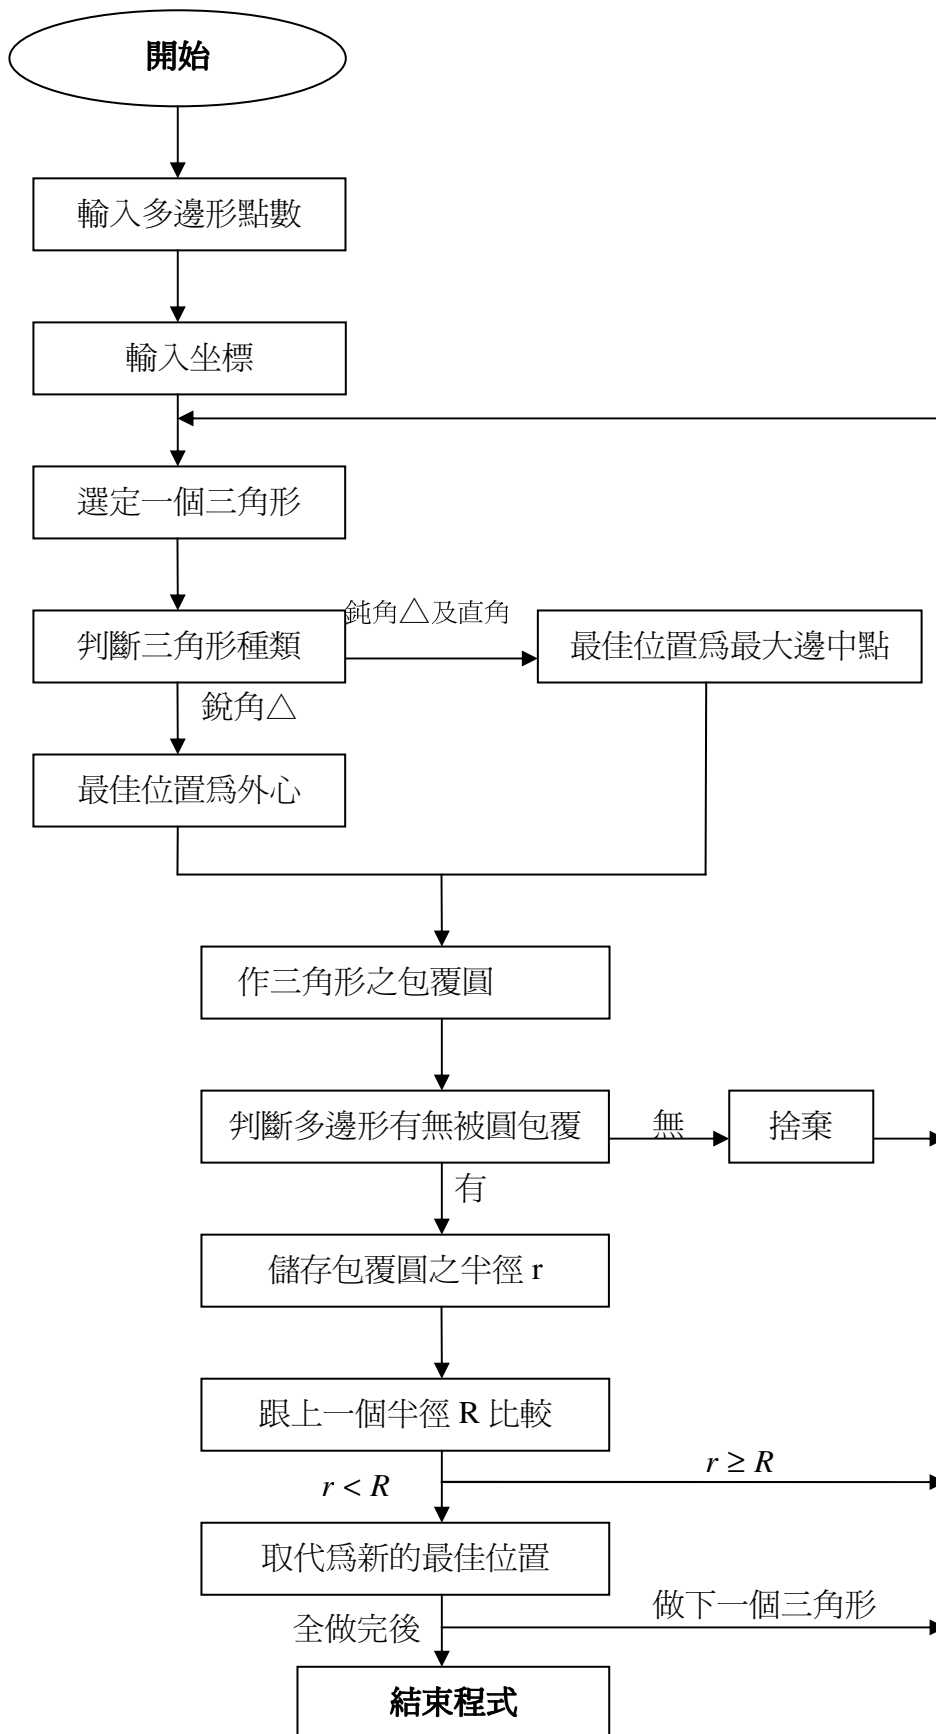 開始
輸入多邊形點數
輸入坐標
選定一個三角形
判斷三角形種類
鈍角△及直角
最佳位置為最大邊中點
銳角△
最佳位置為外心
作三角形之包覆圓
判斷多邊形有無被圓包覆
無
捨棄
有
儲存包覆圓之半徑 r
跟上一個半徑 R 比較
r < R
r ≥ R
取代為新的最佳位置
全做完後
做下一個三角形
結束程式